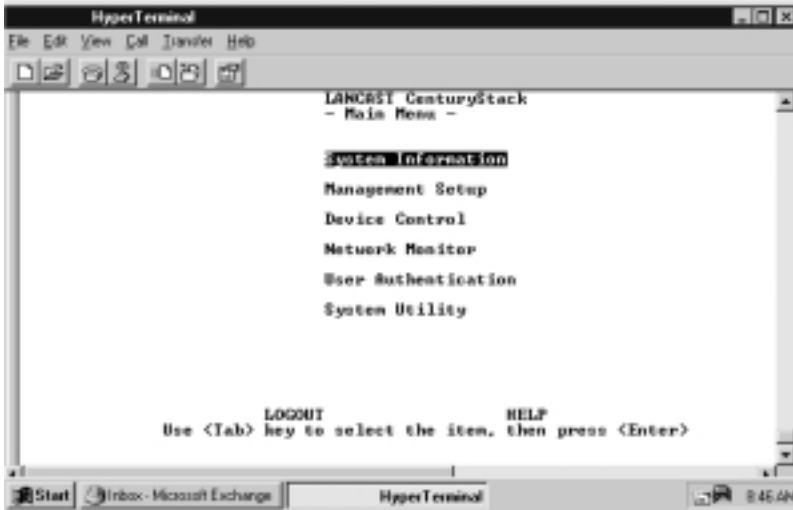 HyperTerminal
File Edit View Call Transfer Help
LANCAST CenturyStack
- Main Menu -
System Information
Management Setup
Device Control
Network Monitor
User Authentication
System Utility
LOGOUT HELP
Use <Tab> key to select the item, then press <Enter>
Start Inbox - Microsoft Exchange HyperTerminal 8:46 AM